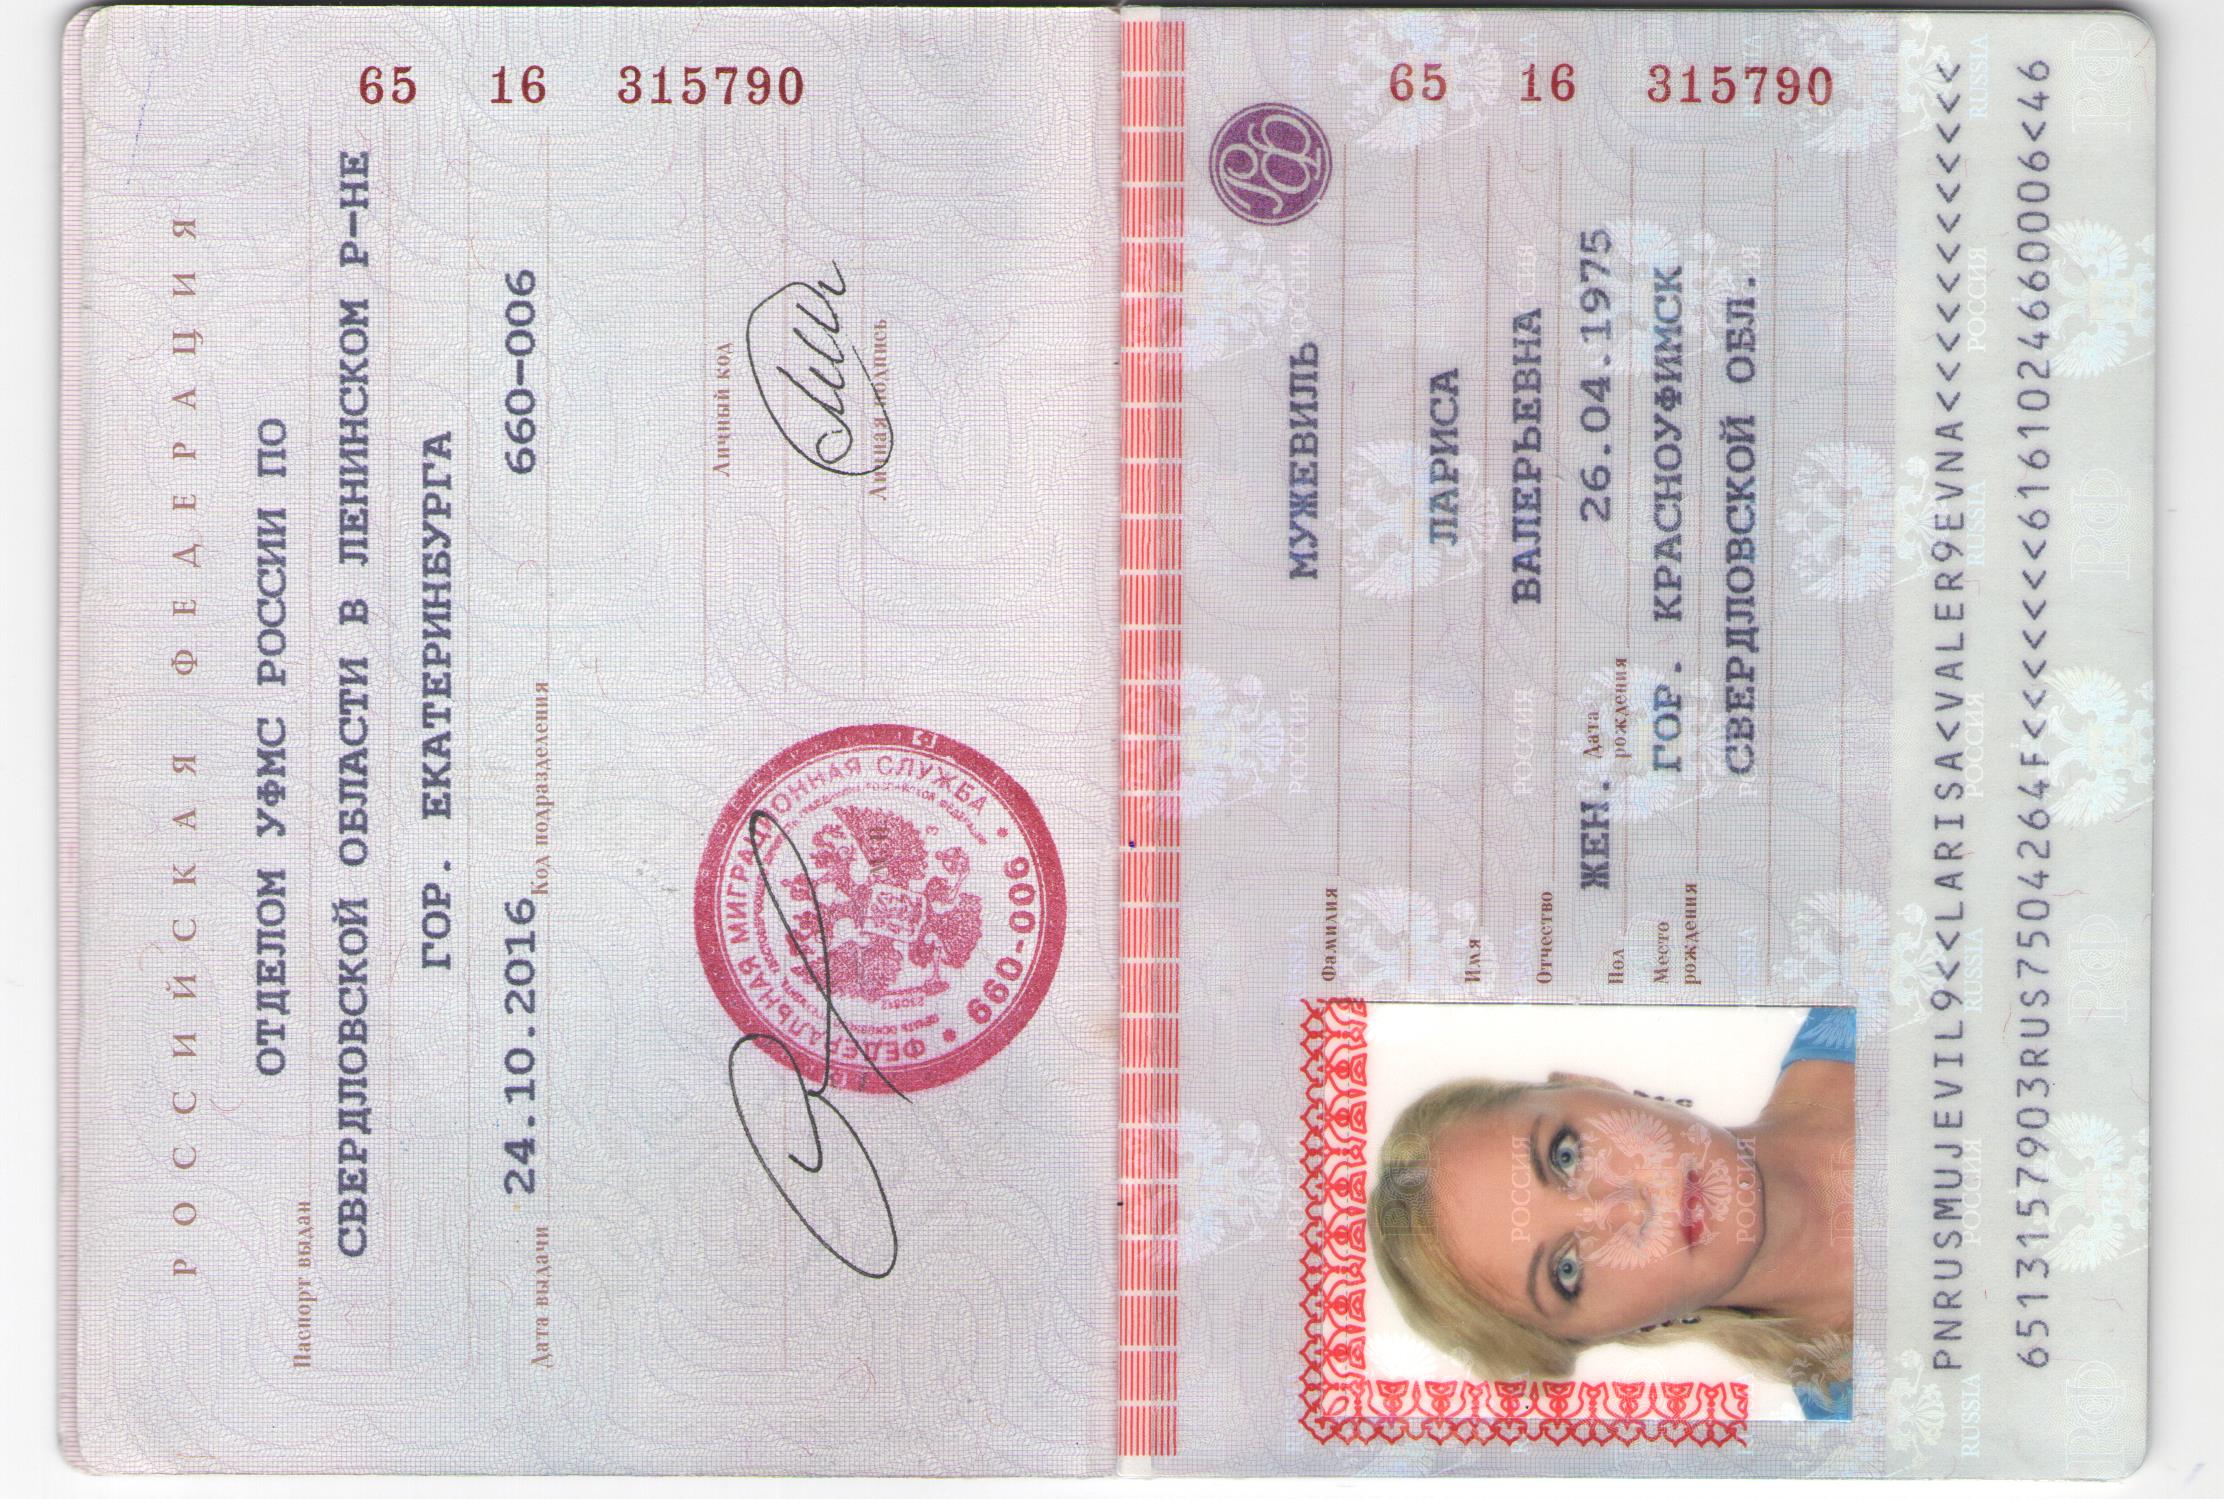 РОССИЙСКАЯ ФЕДЕРАЦИЯ
65 16 315790
Паспорт выдан ОТДЕЛОМ УФМС РОССИИ ПО
СВЕРДЛОВСКОЙ ОБЛАСТИ В ЛЕНИНСКОМ Р-НЕ
ГОР. ЕКАТЕРИНБУРГА
Дата выдачи 24.10.2016 Код подразделения 660-006
Личный код
Личная подпись
М.П.
ФЕДЕРАЛЬНАЯ МИГРАЦИОННАЯ СЛУЖБА
660-006
65 16 315790
РФ
Фамилия МУЖЕВИЛЬ
Имя ЛАРИСА
Отчество ВАЛЕРЬЕВНА
Пол ЖЕН. Дата рождения 26.04.1975
Место рождения ГОР. КРАСНОУФИМСК
СВЕРДЛОВСКОЙ ОБЛ.
РОССИЯ
RUSSIA
PNRUSMUJEVIL9<<LARISA<VALER9EVNA<<<<<<<<<<<<
6513157903RUS7504264F<<<<<<<6161024660006<46